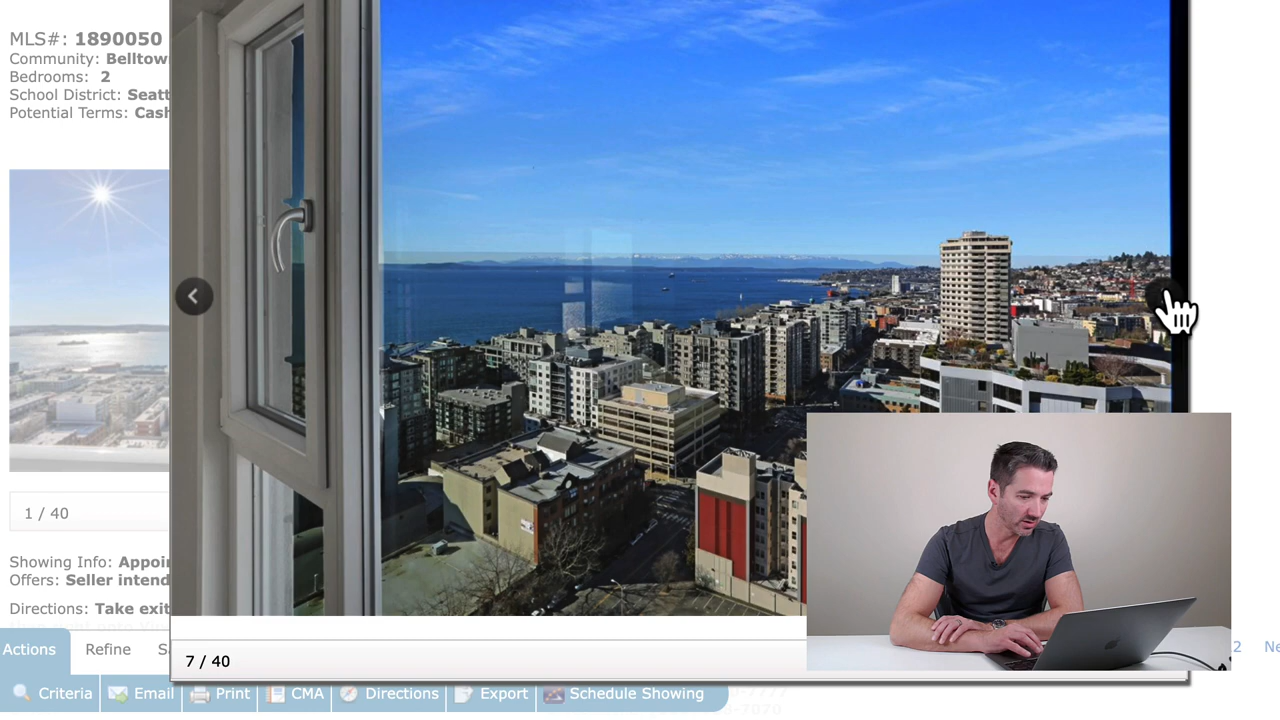 MLS#: 1890050
Community: Belltow
Bedrooms: 2
School District: Seatt
Potential Terms: Cash
1 / 40
Showing Info: Appoi
Offers: Seller intend
Directions: Take exit
Actions Refine
7 / 40
2 Ne
Criteria Email Print CMA Directions Export Schedule Showing